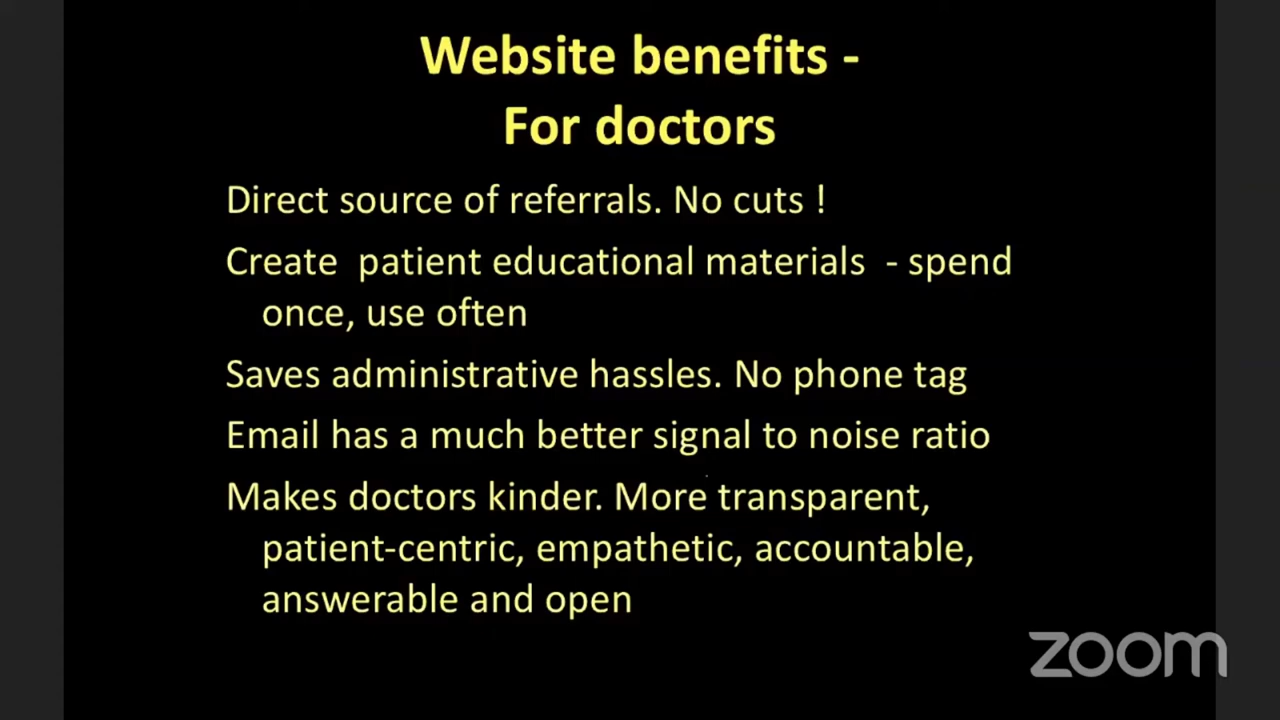 Website benefits -
For doctors
Direct source of referrals. No cuts !
Create  patient educational materials  - spend
once, use often
Saves administrative hassles. No phone tag
Email has a much better signal to noise ratio
Makes doctors kinder. More transparent,
patient-centric, empathetic, accountable,
answerable and open
zoom